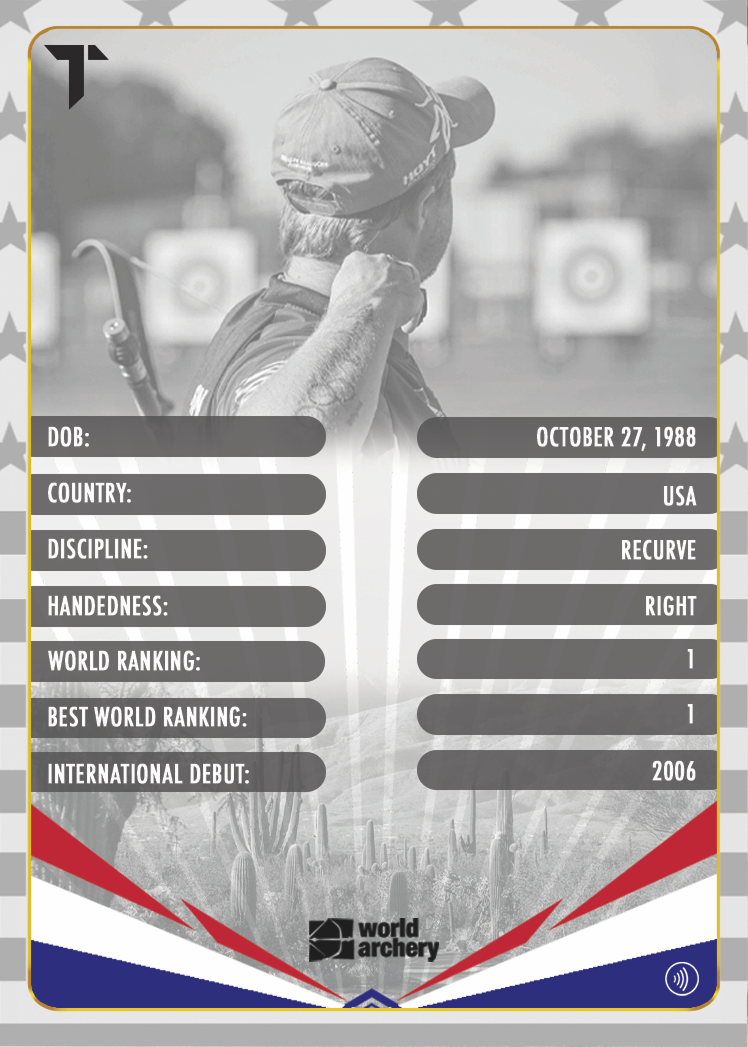 HOYT
DOB: OCTOBER 27, 1988
COUNTRY: USA
DISCIPLINE: RECURVE
HANDEDNESS: RIGHT
WORLD RANKING: 1
BEST WORLD RANKING: 1
INTERNATIONAL DEBUT: 2006
world
archery